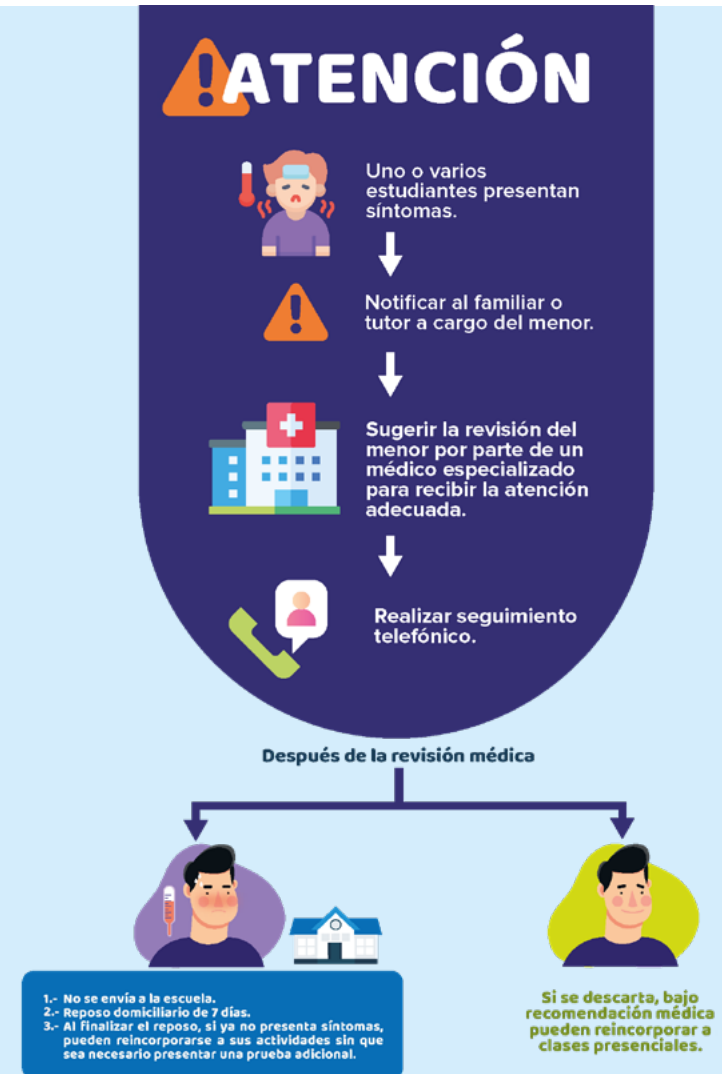 ATENCIÓN
Uno o varios
estudiantes presentan
síntomas.
Notificar al familiar o
tutor a cargo del menor.
Sugerir la revisión del
menor por parte de un
médico especializado
para recibir la atención
adecuada.
Realizar seguimiento
telefónico.
Después de la revisión médica
1.- No se envía a la escuela.
2.- Reposo domiciliario de 7 días.
3.- Al finalizar el reposo, si ya no presenta síntomas,
pueden reincorporarse a sus actividades sin que
sea necesario presentar una prueba adicional.
Si se descarta, bajo
recomendación médica
pueden reincorporar a
clases presenciales.